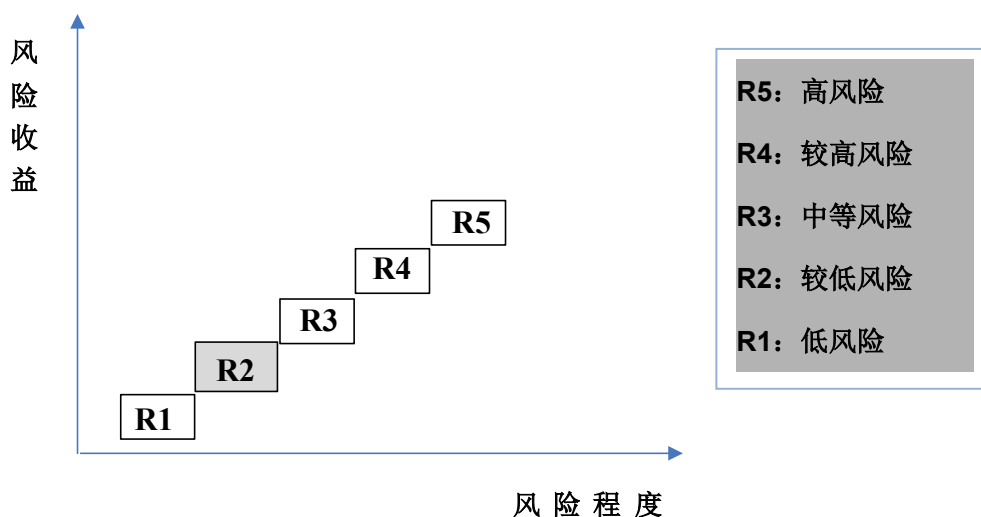 风
险
收
益
R5
R4
R3
R2
R1
风 险 程 度
R5：高风险
R4：较高风险
R3：中等风险
R2：较低风险
R1：低风险